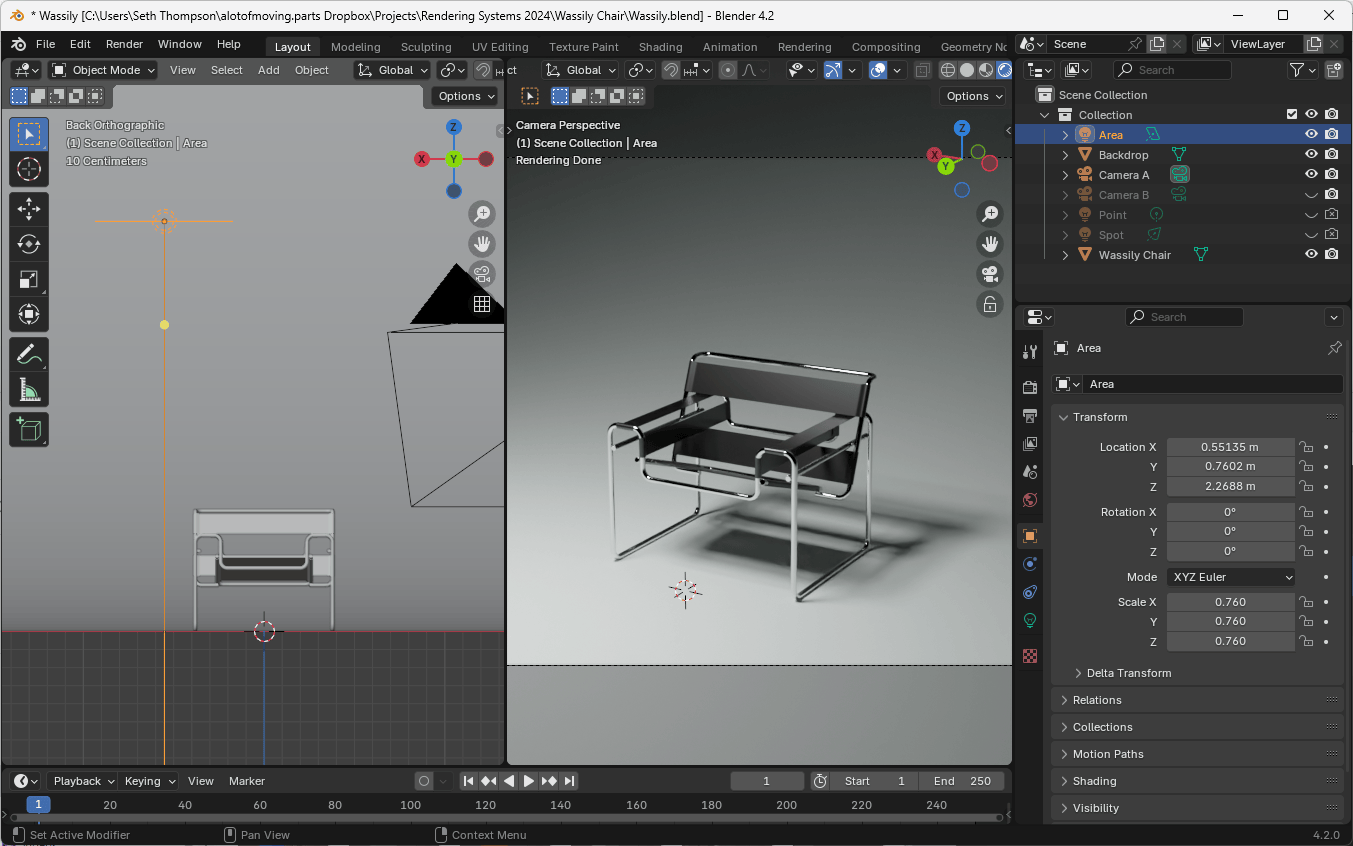 * Wassily [C:\Users\Seth Thompson\alotofmoving.parts Dropbox\Projects\Rendering Systems 2024\Wassily Chair\Wassily.blend] - Blender 4.2
File Edit Render Window Help Layout Modeling Sculpting UV Editing Texture Paint Shading Animation Rendering Compositing Geometry No Scene ViewLayer
Object Mode View Select Add Object Global ct Global Search
Options Options
Scene Collection
Collection
Area
Backdrop
Camera A
Camera B
Point
Spot
Wassily Chair
Back Orthographic
(1) Scene Collection | Area
10 Centimeters
X Y Z
Camera Perspective
(1) Scene Collection | Area
Rendering Done
Z X Y
Search
Area
Area
Transform
Location X 0.55135 m
Y 0.7602 m
Z 2.2688 m
Rotation X 0°
Y 0°
Z 0°
Mode XYZ Euler
Scale X 0.760
Y 0.760
Z 0.760
Delta Transform
Relations
Collections
Motion Paths
Shading
Visibility
Playback Keying View Marker 1 Start 1 End 250
1 20 40 60 80 100 120 140 160 180 200 220 240
Set Active Modifier Pan View Context Menu 4.2.0